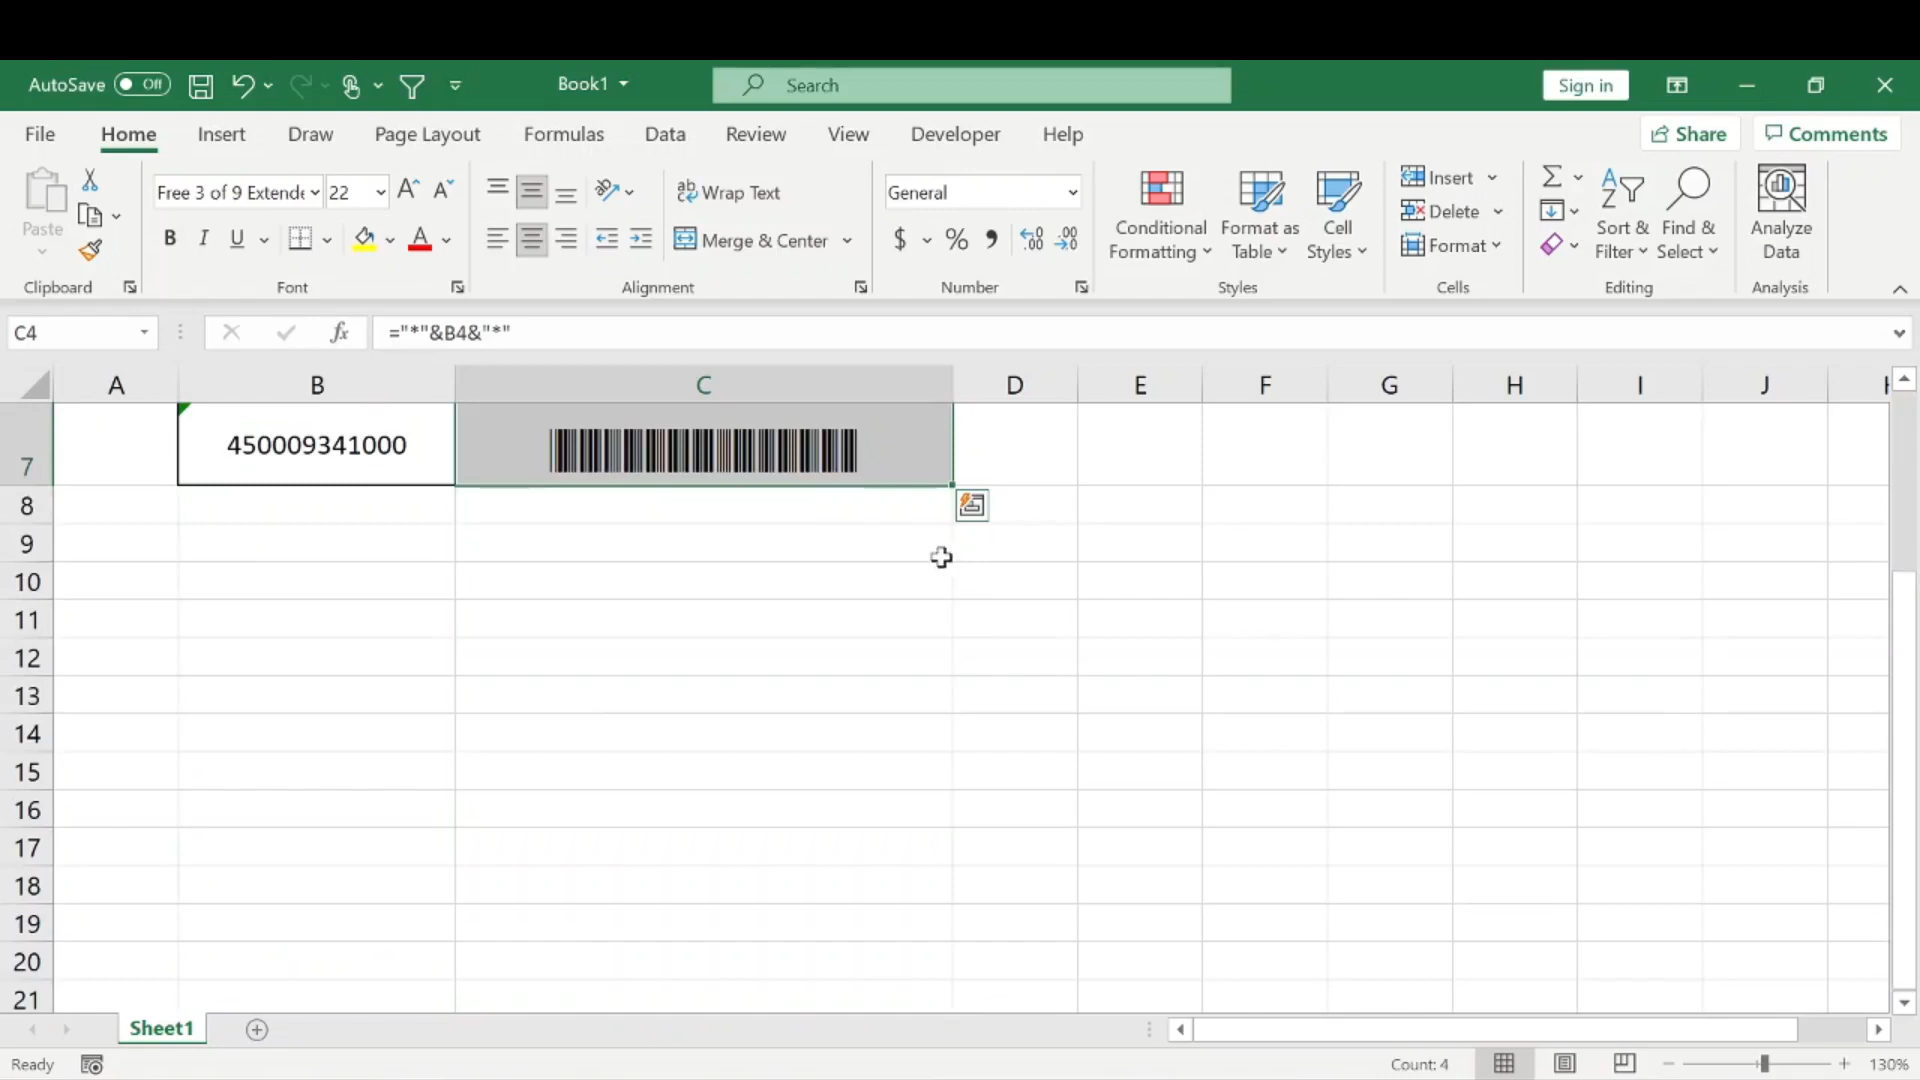 AutoSave Off Book1 Search Sign in
File Home Insert Draw Page Layout Formulas Data Review View Developer Help Share Comments
Paste Free 3 of 9 Extende 22 A A Wrap Text General Conditional Formatting Format as Table Cell Styles Insert Sort & Filter Find & Select Analyze Data
Delete
B I U A Merge & Center $ % Format
Clipboard Font Alignment Number Styles Cells Editing Analysis
C4 fx ="*"&B4&"*"
A B C D E F G H I J
7 450009341000
8
9
10
11
12
13
14
15
16
17
18
19
20
21
Sheet1
Ready Count: 4 130%